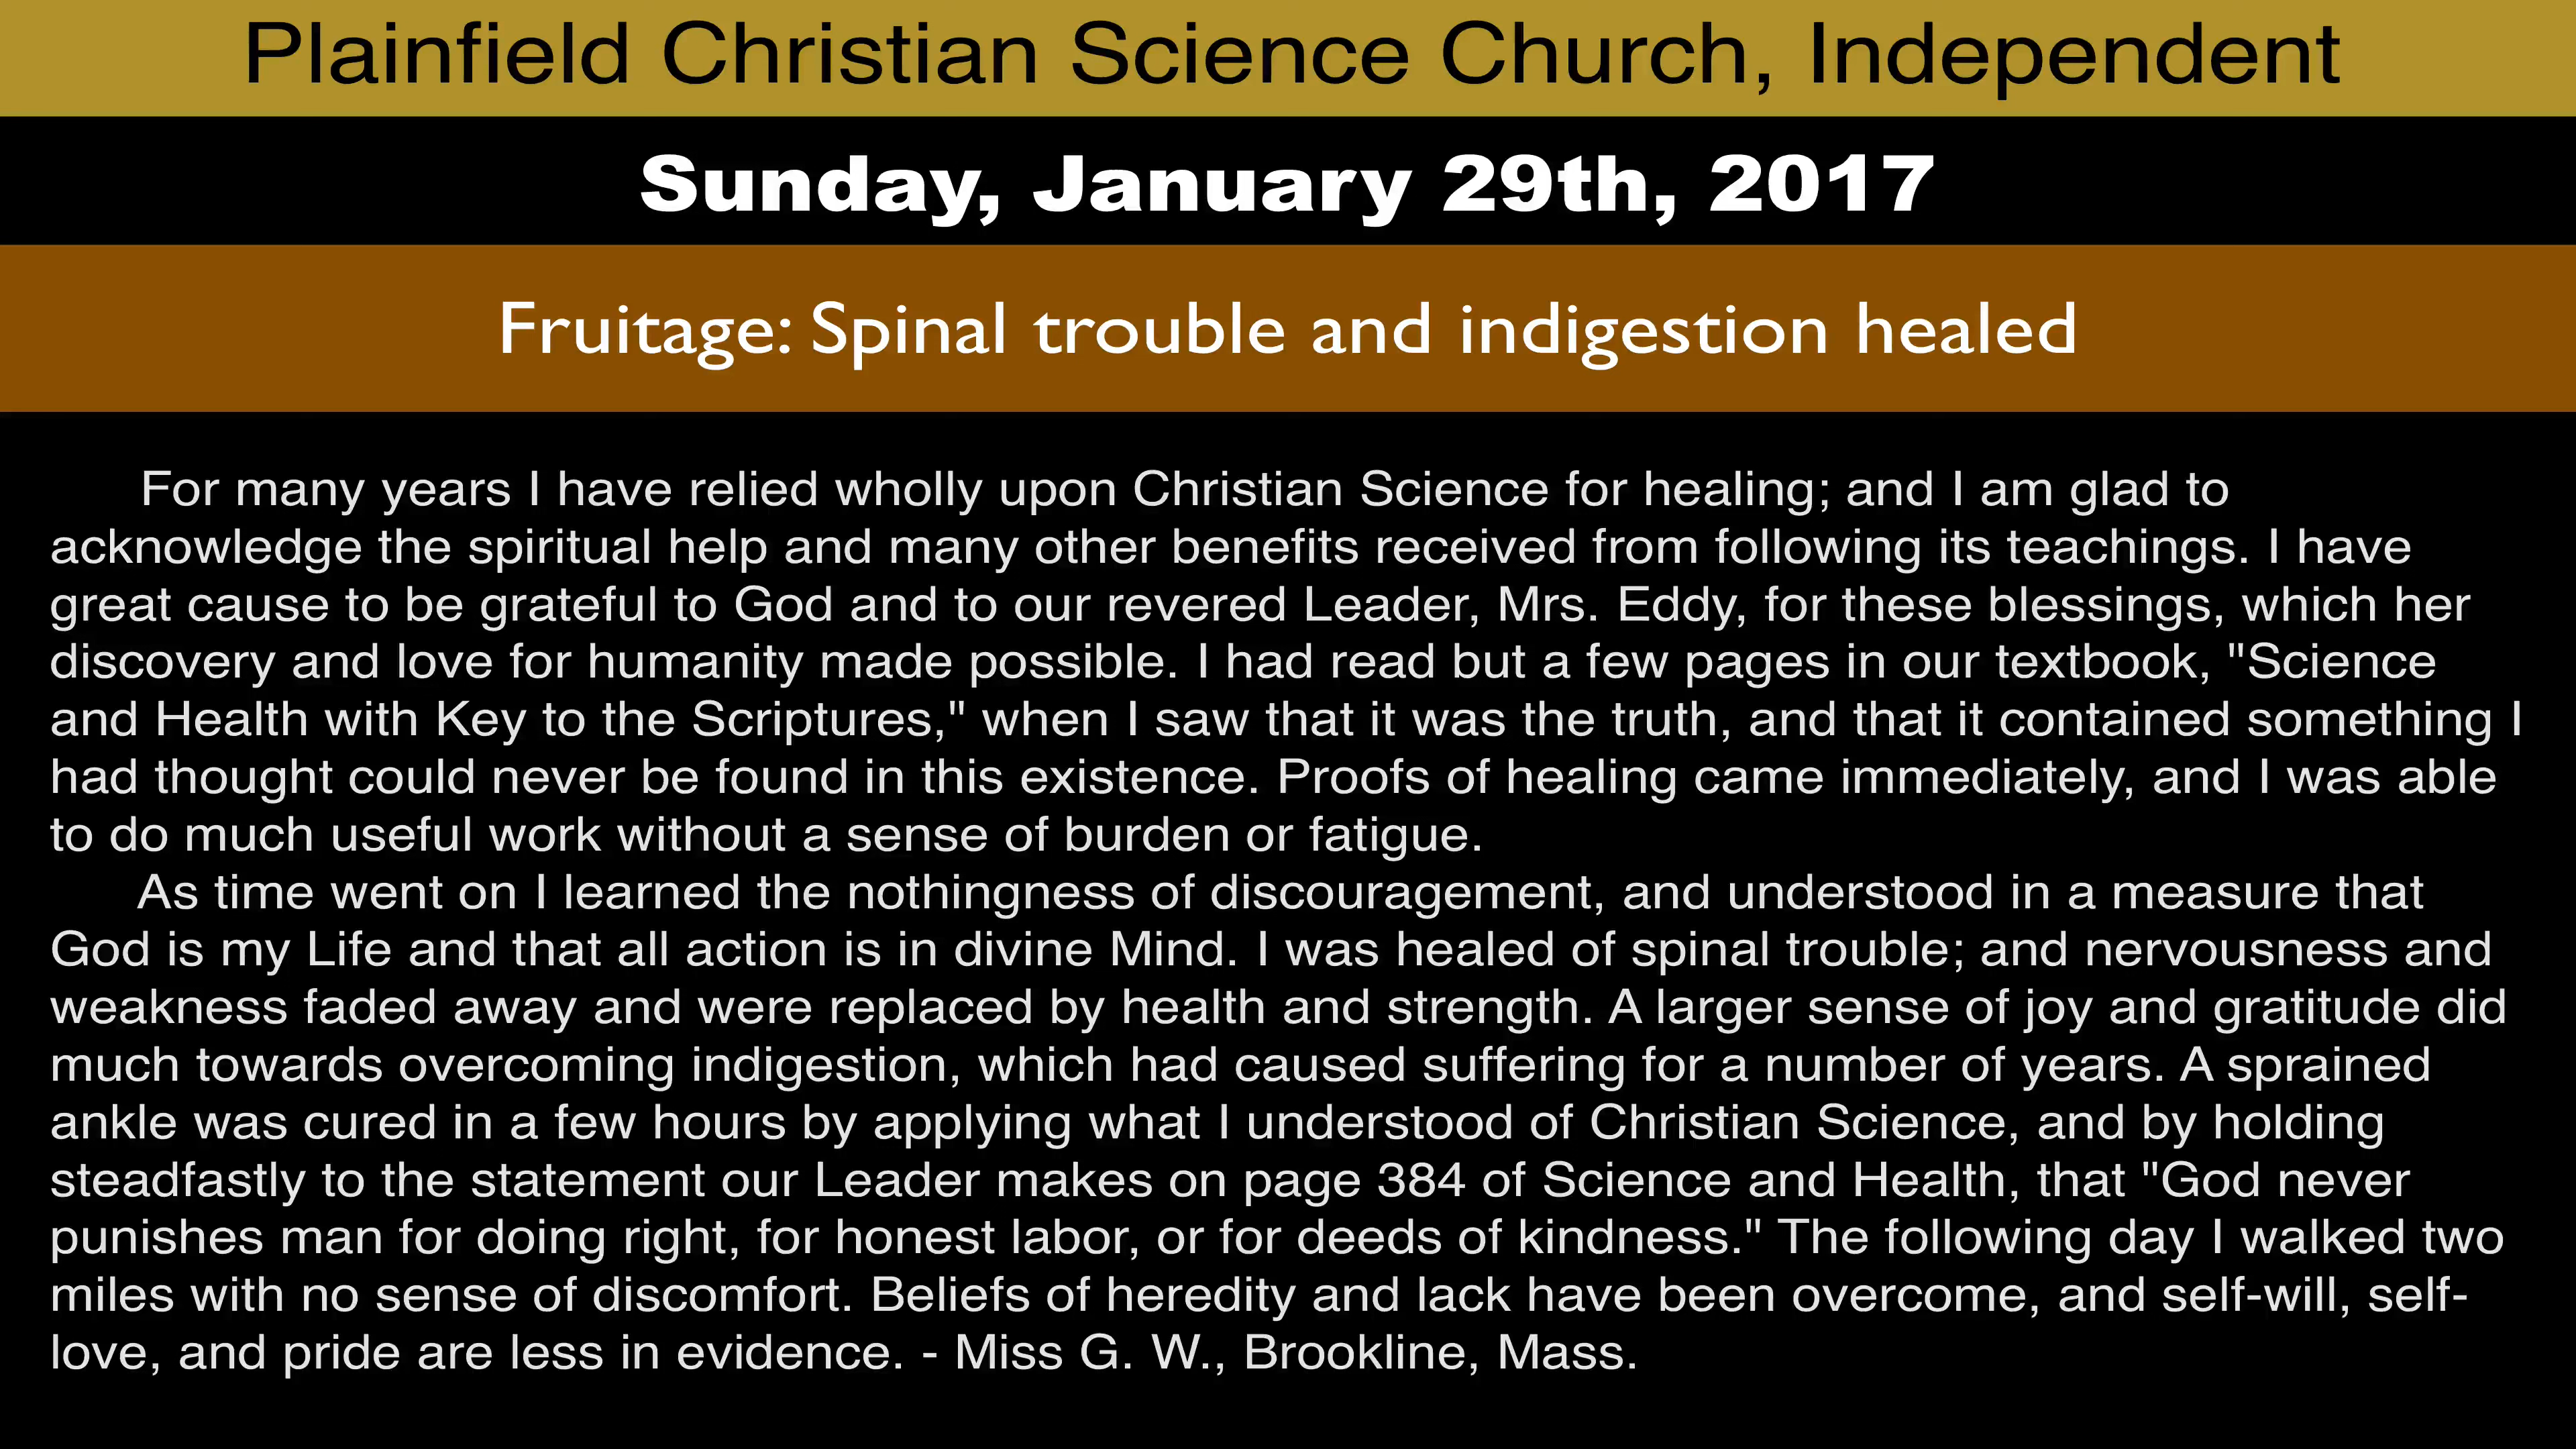 Plainfield Christian Science Church, Independent
Sunday, January 29th, 2017
Fruitage: Spinal trouble and indigestion healed
For many years I have relied wholly upon Christian Science for healing; and I am glad to
acknowledge the spiritual help and many other benefits received from following its teachings. I have
great cause to be grateful to God and to our revered Leader, Mrs. Eddy, for these blessings, which her
discovery and love for humanity made possible. I had read but a few pages in our textbook, "Science
and Health with Key to the Scriptures," when I saw that it was the truth, and that it contained something I
had thought could never be found in this existence. Proofs of healing came immediately, and I was able
to do much useful work without a sense of burden or fatigue.
As time went on I learned the nothingness of discouragement, and understood in a measure that
God is my Life and that all action is in divine Mind. I was healed of spinal trouble; and nervousness and
weakness faded away and were replaced by health and strength. A larger sense of joy and gratitude did
much towards overcoming indigestion, which had caused suffering for a number of years. A sprained
ankle was cured in a few hours by applying what I understood of Christian Science, and by holding
steadfastly to the statement our Leader makes on page 384 of Science and Health, that "God never
punishes man for doing right, for honest labor, or for deeds of kindness." The following day I walked two
miles with no sense of discomfort. Beliefs of heredity and lack have been overcome, and self-will, self-
love, and pride are less in evidence. - Miss G. W., Brookline, Mass.